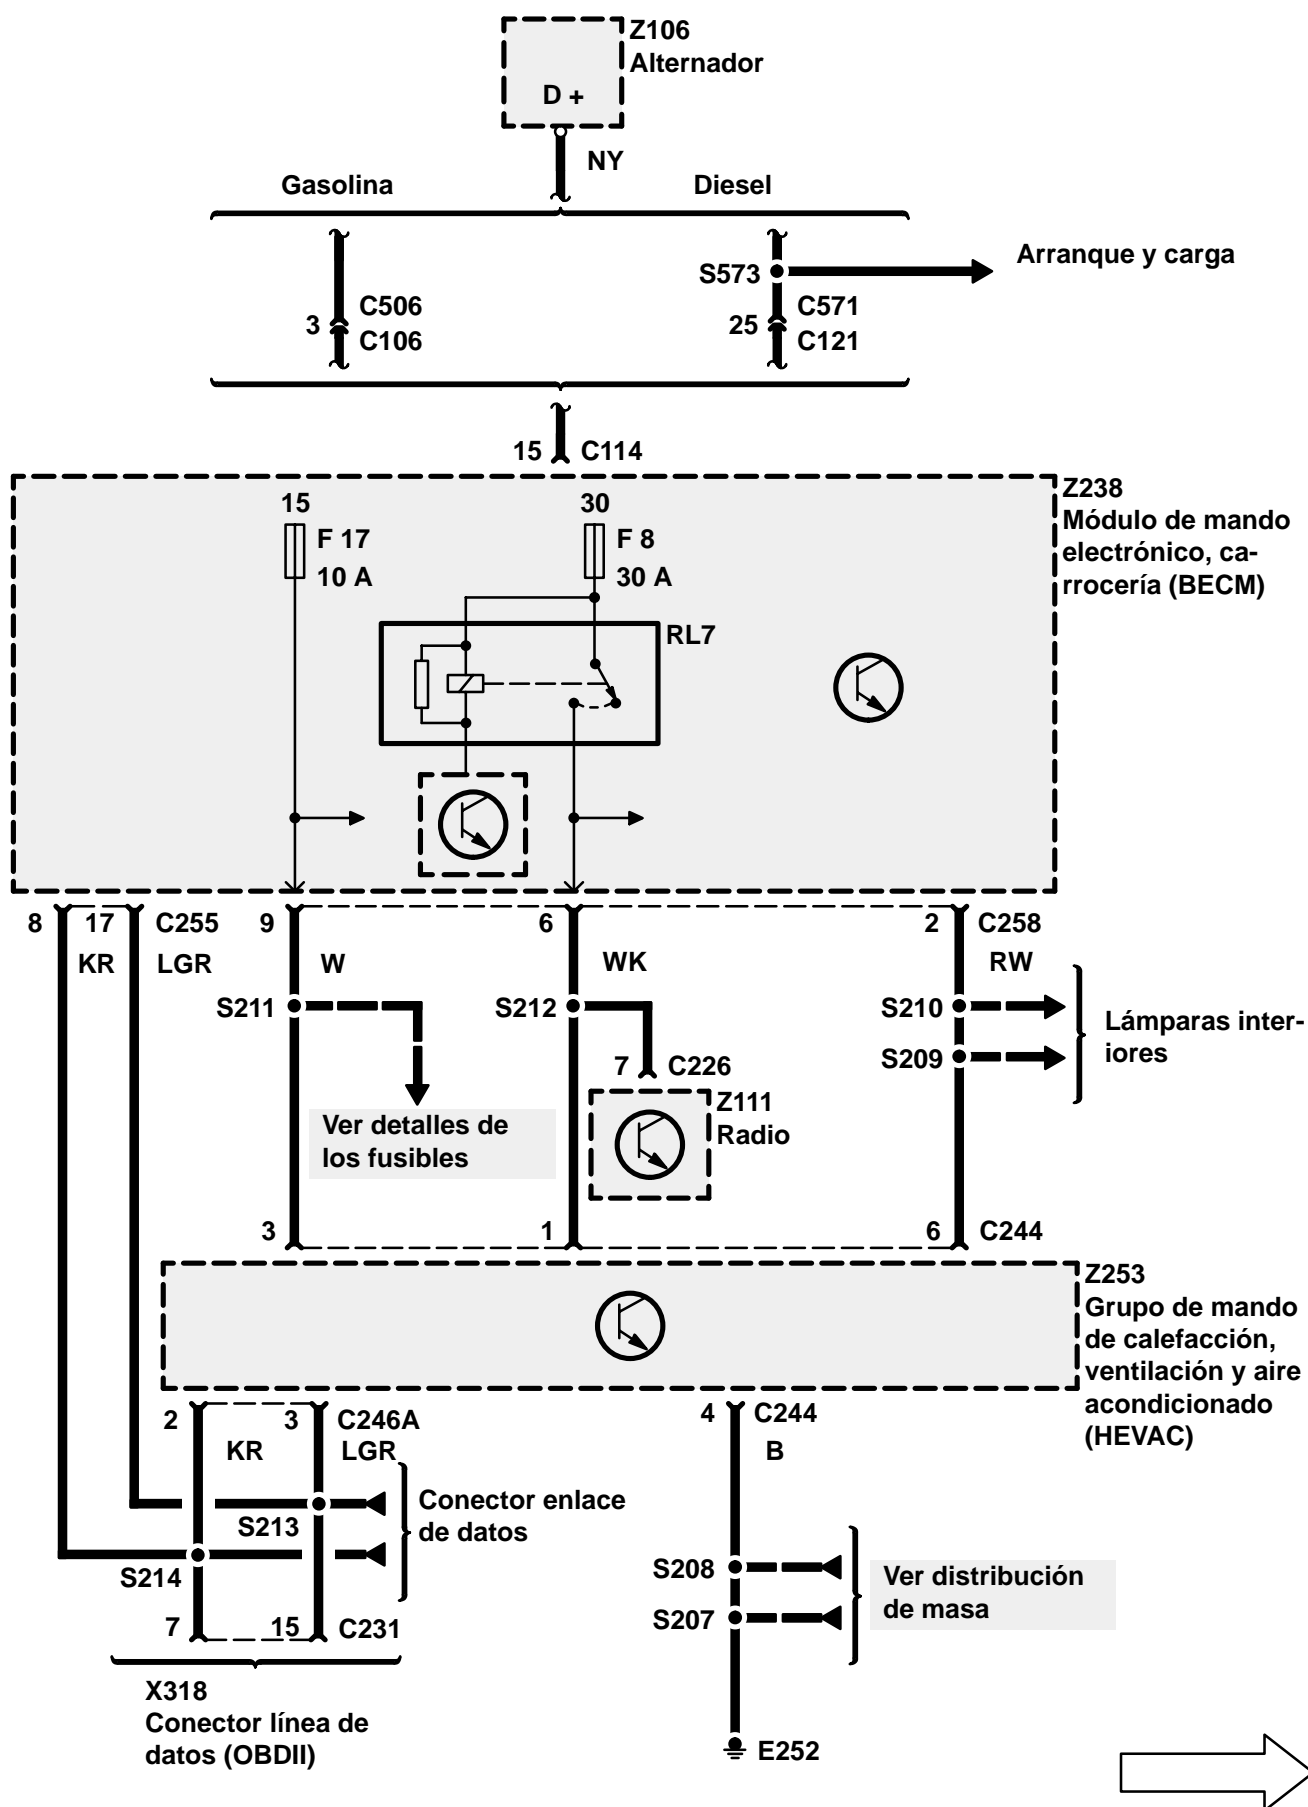 Z106
Alternador
D +
NY
Gasolina
Diesel
Arranque y carga
S573
C506
C571
3
25
C106
C121
15
C114
Z238
Módulo de mando
electrónico, ca-
rrocería (BECM)
15
30
F 17
F 8
10 A
30 A
RL7
8
17
C255
9
6
2
C258
KR
LGR
W
WK
RW
S211
S212
S210
S209
Lámparas inter-
iores
7
C226
Z111
Radio
Ver detalles de
los fusibles
3
1
6
C244
Z253
Grupo de mando
de calefacción,
ventilación y aire
acondicionado
(HEVAC)
2
3
C246A
4
C244
KR
LGR
B
Conector enlace
de datos
S213
S214
S208
S207
Ver distribución
de masa
7
15
C231
X318
Conector línea de
datos (OBDII)
E252